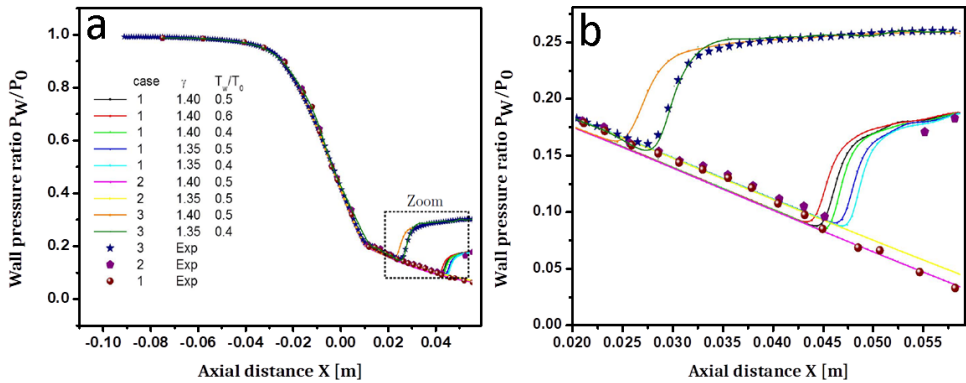 a
Wall pressure ratio P_W/P_0
1.0
0.8
0.6
0.4
0.2
0.0
case γ T_w/T_0
1 1.40 0.5
1 1.40 0.6
1 1.40 0.4
1 1.35 0.5
1 1.35 0.4
2 1.40 0.5
2 1.35 0.5
3 1.40 0.5
3 1.35 0.4
3 Exp
2 Exp
1 Exp
Zoom
-0.10 -0.08 -0.06 -0.04 -0.02 0.00 0.02 0.04
Axial distance X [m]
b
Wall pressure ratio P_W/P_0
0.25
0.20
0.15
0.10
0.05
0.00
0.020 0.025 0.030 0.035 0.040 0.045 0.050 0.055
Axial distance X [m]